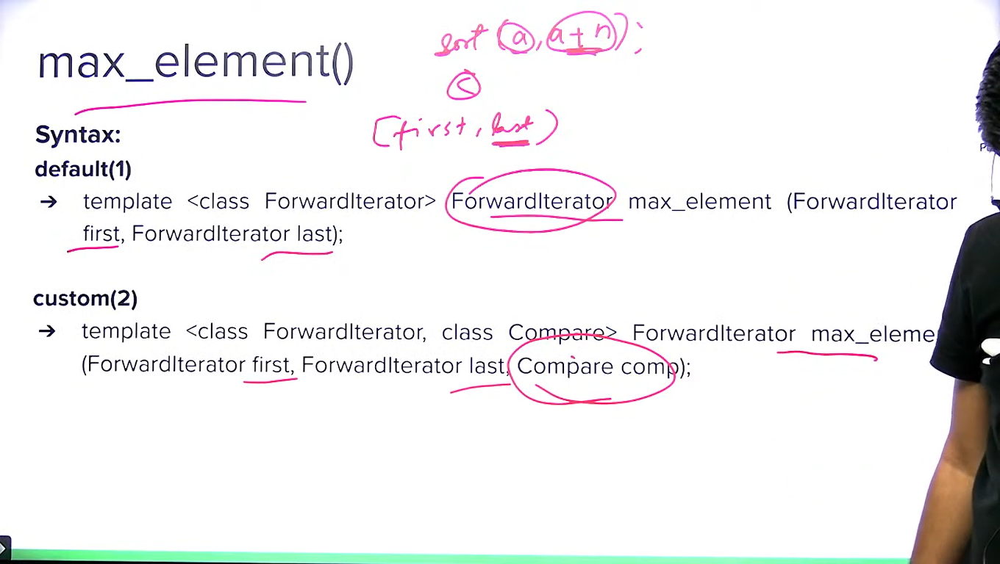 sort (a, a + n);
max_element()
<
[first, last)
Syntax:
default(1)
➔ template <class ForwardIterator> ForwardIterator max_element (ForwardIterator
first, ForwardIterator last);
custom(2)
➔ template <class ForwardIterator, class Compare> ForwardIterator max_eleme
(ForwardIterator first, ForwardIterator last, Compare comp);